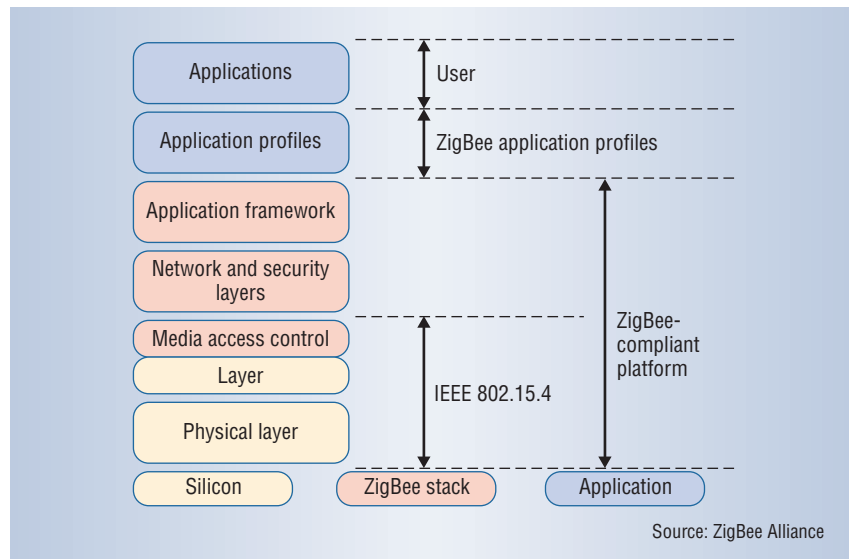 Applications
User
Application profiles
ZigBee application profiles
Application framework
Network and security
layers
Media access control
Layer
Physical layer
IEEE 802.15.4
ZigBee-
compliant
platform
Silicon
ZigBee stack
Application
Source: ZigBee Alliance